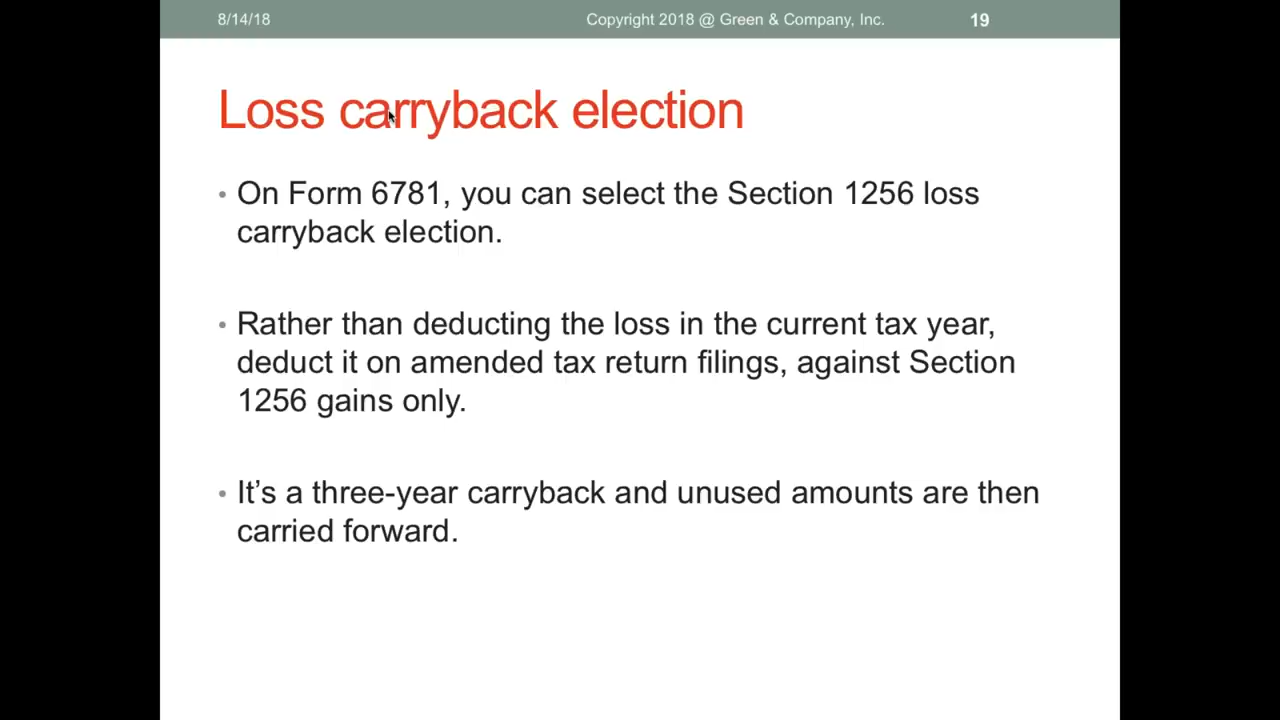 8/14/18 Copyright 2018 @ Green & Company, Inc. 19
Loss carryback election
• On Form 6781, you can select the Section 1256 loss
carryback election.
• Rather than deducting the loss in the current tax year,
deduct it on amended tax return filings, against Section
1256 gains only.
• It’s a three-year carryback and unused amounts are then
carried forward.